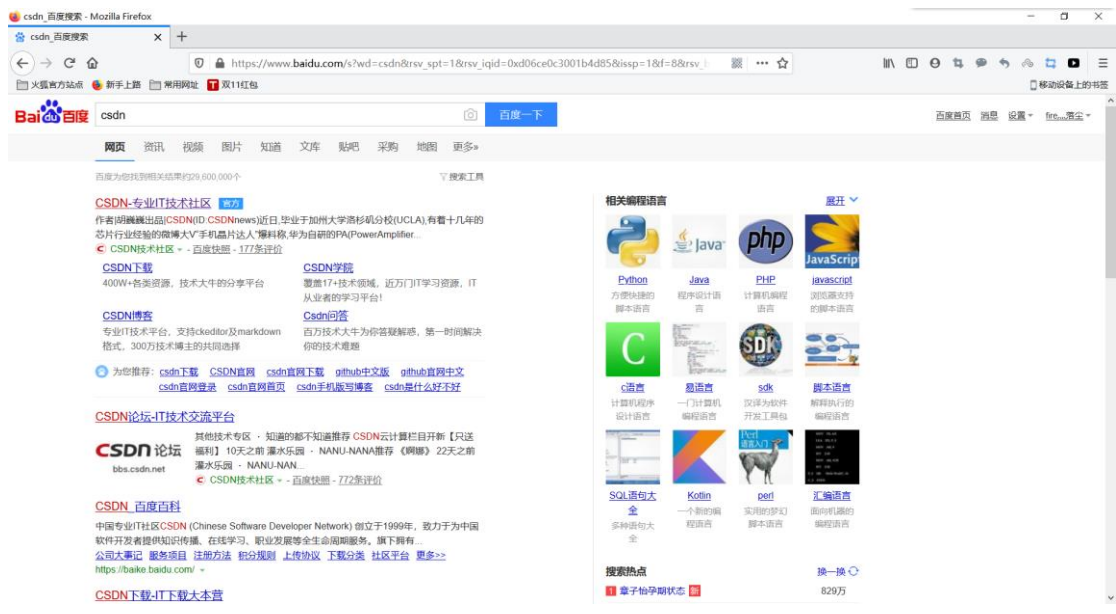 csdn_百度搜索 - Mozilla Firefox
csdn_百度搜索
https://www.baidu.com/s?wd=csdn&rsv_spt=1&rsv_iqid=0xd06ce0c3001b4d85&issp=1&f=8&rsv_
火狐官方站点 新手上路 常用网址 双11红包 移动设备上的书签
Bai百度 csdn 百度一下
百度首页 消息 设置 fire...落尘
网页 资讯 视频 图片 知道 文库 贴吧 采购 地图 更多»
百度为您找到相关结果约29,600,000个 搜索工具
CSDN-专业IT技术社区 官方
作者|胡巍巍出品|CSDN(ID:CSDNnews)近日,毕业于加州大学洛杉矶分校(UCLA),有着十几年的
芯片行业经验的微博大V"手机晶片达人"爆料称,华为自研的PA(PowerAmplifier...
CSDN技术社区 - 百度快照 - 177条评价
CSDN下载
400W+各类资源,技术大牛的分享平台
CSDN学院
覆盖17+技术领域,近万门IT学习资源,IT
从业者的学习平台!
CSDN博客
专业IT技术平台,支持ckeditor及markdown
格式,300万技术博主的共同选择
Csdn问答
百万技术大牛为你答疑解惑,第一时间解决
你的技术难题
为您推荐: csdn下载 CSDN官网 csdn官网下载 github中文版 github官网中文
csdn官网登录 csdn官网首页 csdn手机版写博客 csdn是什么好不好
CSDN论坛-IT技术交流平台
CSDN 论坛
bbs.csdn.net
其他技术专区 · 知道的都不知道推荐 CSDN云计算栏目开新【只送
福利】 10天之前 灌水乐园 · NANU-NANA推荐 《啊娜》 22天之前
灌水乐园 · NANU-NAN...
CSDN技术社区 - 百度快照 - 772条评价
CSDN_百度百科
中国专业IT社区CSDN (Chinese Software Developer Network) 创立于1999年,致力于为中国
软件开发者提供知识传播、在线学习、职业发展等全生命周期服务。旗下拥有...
公司大事记 服务项目 注册方法 积分规则 上传协议 下载分类 社区平台 更多>>
https://baike.baidu.com/
CSDN下载-IT下载大本营
相关编程语言 展开
Java
php
JavaScrip
Python
方便快捷的
脚本语言
Java
程序设计语
言
PHP
计算机编程
语言
javascript
浏览器支持
的脚本语言
C
SDK
c语言
计算机程序
设计语言
易语言
一门计算机
编程语言
sdk
汉译为软件
开发工具包
脚本语言
解释执行的
编程语言
Perl
语言入门
SQL语句大
全
多种语句大
全
Kotlin
一个新的编
程语言
perl
实用的梦幻
脚本语言
汇编语言
面向机器的
编程语言
搜索热点 换一换
1 章子怡孕期状态 新 829万